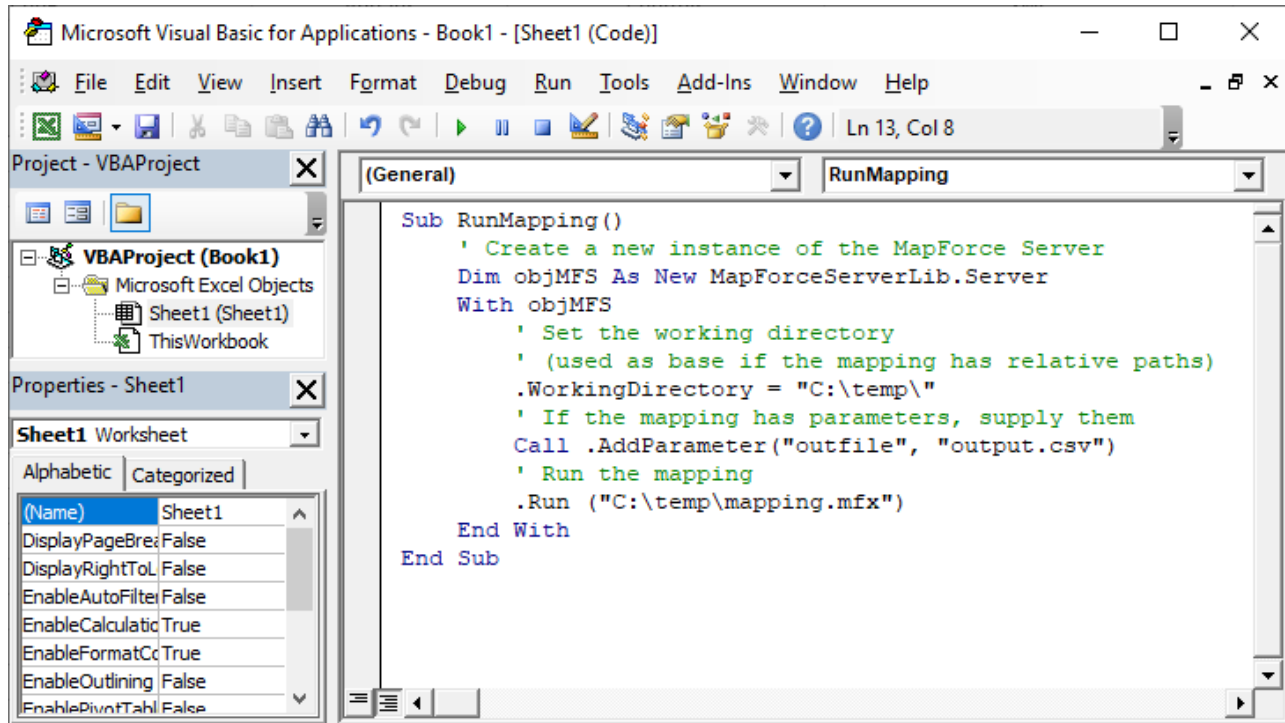 Microsoft Visual Basic for Applications - Book1 - [Sheet1 (Code)]
File Edit View Insert Format Debug Run Tools Add-Ins Window Help
Ln 13, Col 8
Project - VBAProject
VBAProject (Book1)
Microsoft Excel Objects
Sheet1 (Sheet1)
ThisWorkbook
Properties - Sheet1
Sheet1 Worksheet
Alphabetic Categorized
(Name) Sheet1
DisplayPageBrea False
DisplayRightToL False
EnableAutoFilter False
EnableCalculatio True
EnableFormatCo True
EnableOutlining False
EnablePivotTabl False
(General) RunMapping
Sub RunMapping()
    ' Create a new instance of the MapForce Server
    Dim objMFS As New MapForceServerLib.Server
    With objMFS
        ' Set the working directory
        ' (used as base if the mapping has relative paths)
        .WorkingDirectory = "C:\temp\"
        ' If the mapping has parameters, supply them
        Call .AddParameter("outfile", "output.csv")
        ' Run the mapping
        .Run ("C:\temp\mapping.mfx")
    End With
End Sub